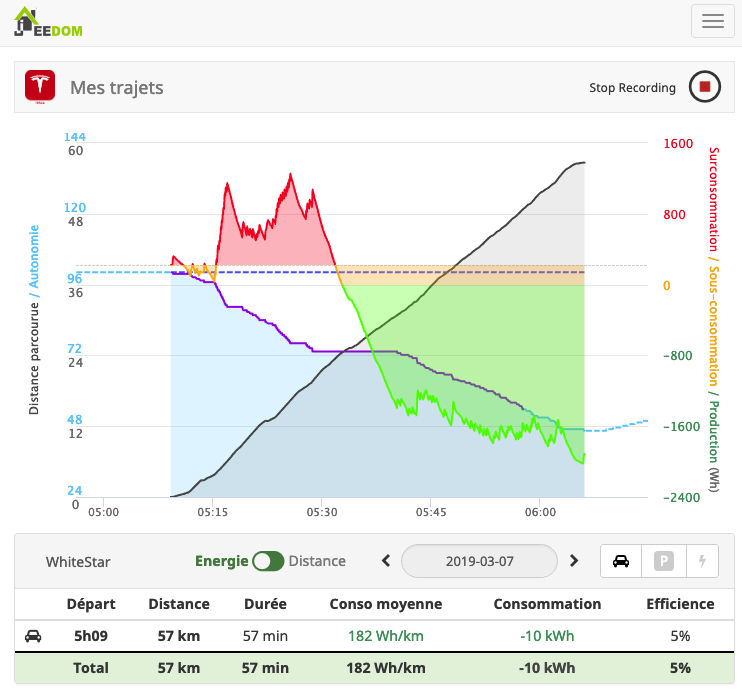 JEEDOM
Mes trajets
Stop Recording
144
60
1600
120
48
800
96
36
0
72
24
-800
48
12
-1600
24
0
-2400
05:00 05:15 05:30 05:45 06:00
Distance parcourue / Autonomie
Surconsommation / Sous-consommation / Production (Wh)
WhiteStar
Energie Distance
2019-03-07
P
Départ Distance Durée Conso moyenne Consommation Efficience
5h09 57 km 57 min 182 Wh/km -10 kWh 5%
Total 57 km 57 min 182 Wh/km -10 kWh 5%